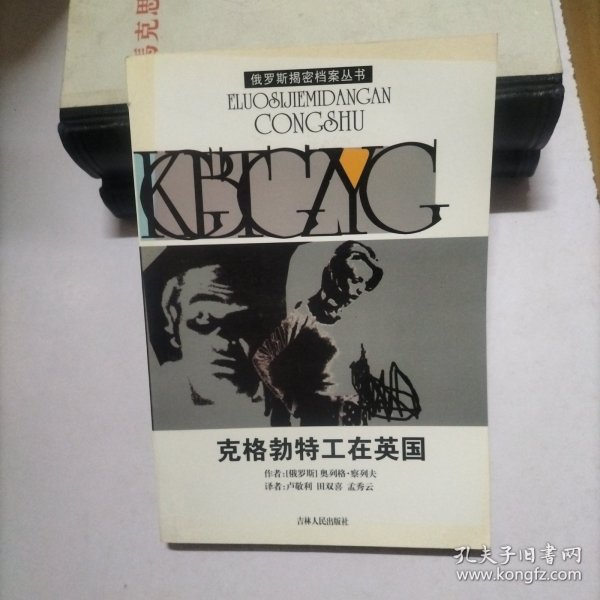 馬克思
俄罗斯揭密档案丛书
ELUOSIJIEMIDANGAN
CONGSHU
克格勃特工在英国
作者:[俄罗斯]奥列格·察列夫
译者:卢敬利 田双喜 孟秀云
吉林人民出版社
孔夫子旧书网
www.kongfz.com